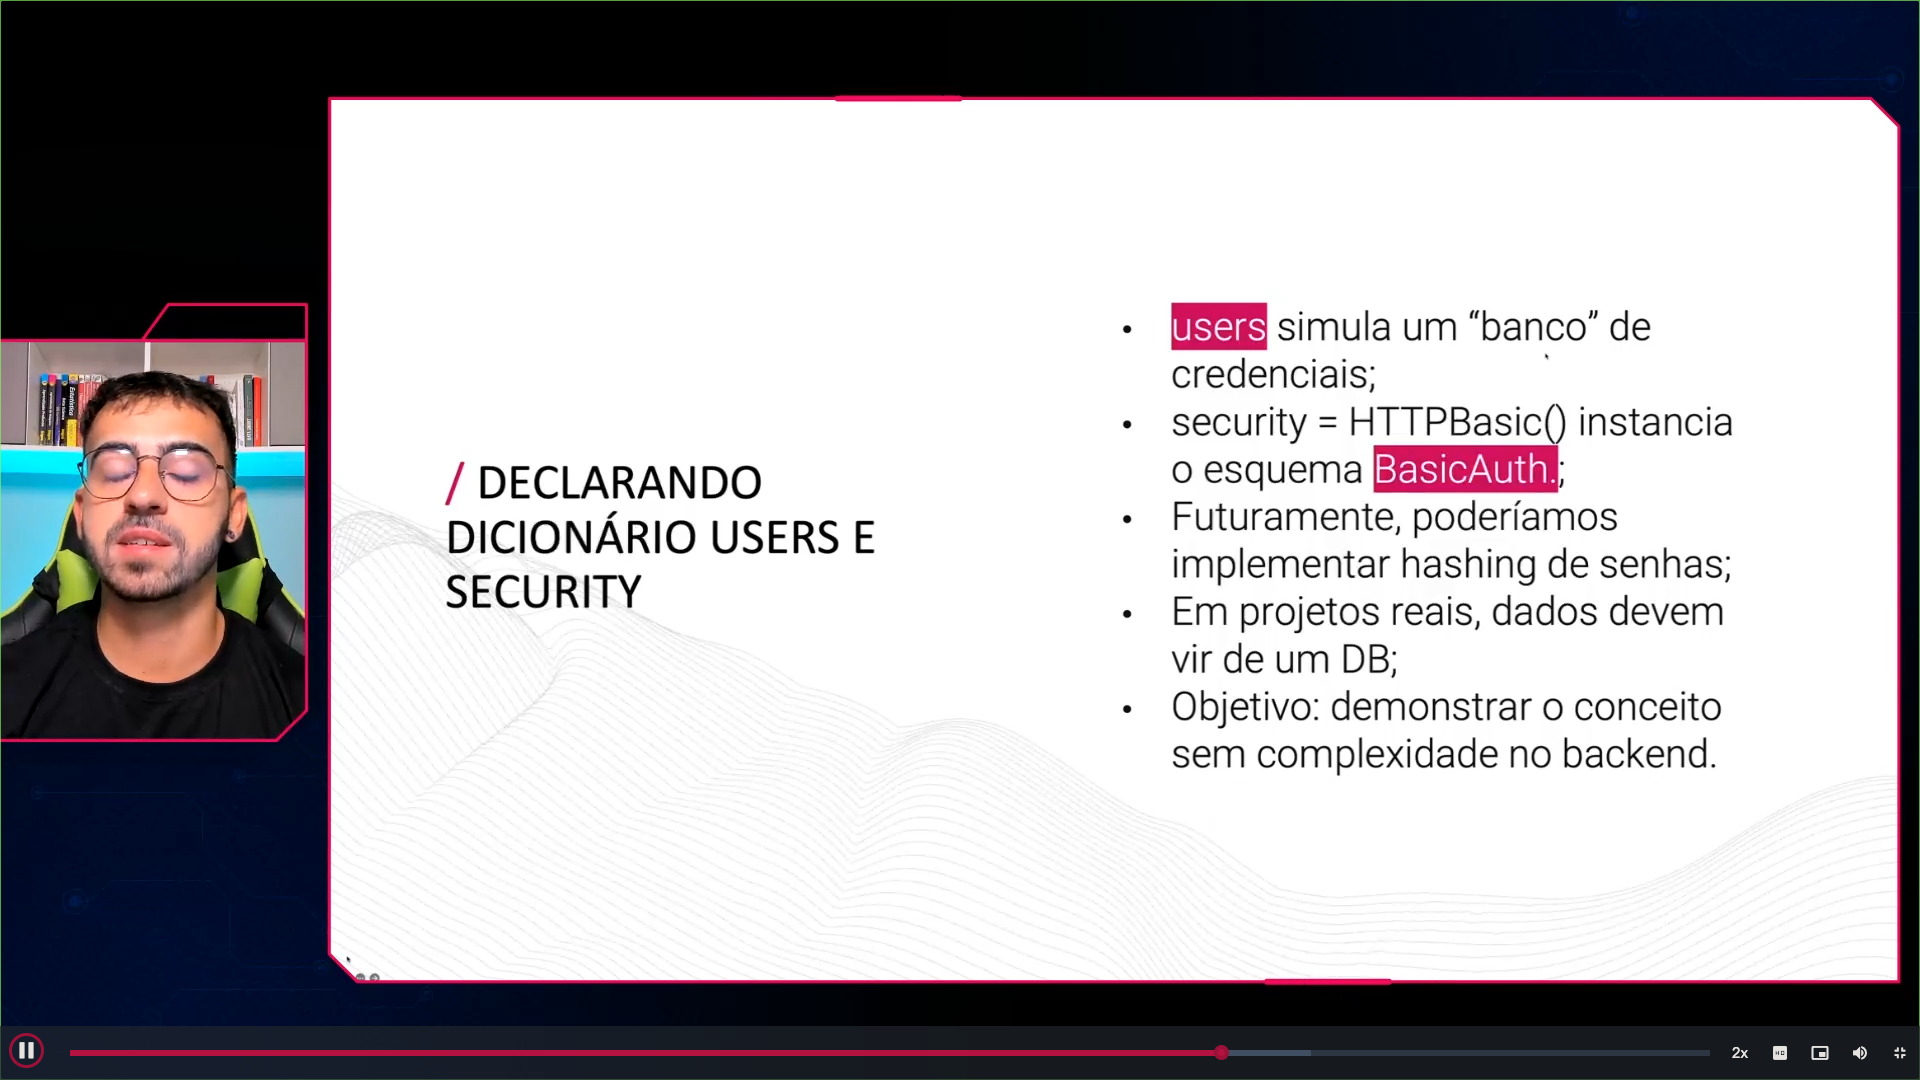 / DECLARANDO
DICIONÁRIO USERS E
SECURITY
• users simula um “banco” de
credenciais;
• security = HTTPBasic() instancia
o esquema BasicAuth.;
• Futuramente, poderíamos
implementar hashing de senhas;
• Em projetos reais, dados devem
vir de um DB;
• Objetivo: demonstrar o conceito
sem complexidade no backend.
2x